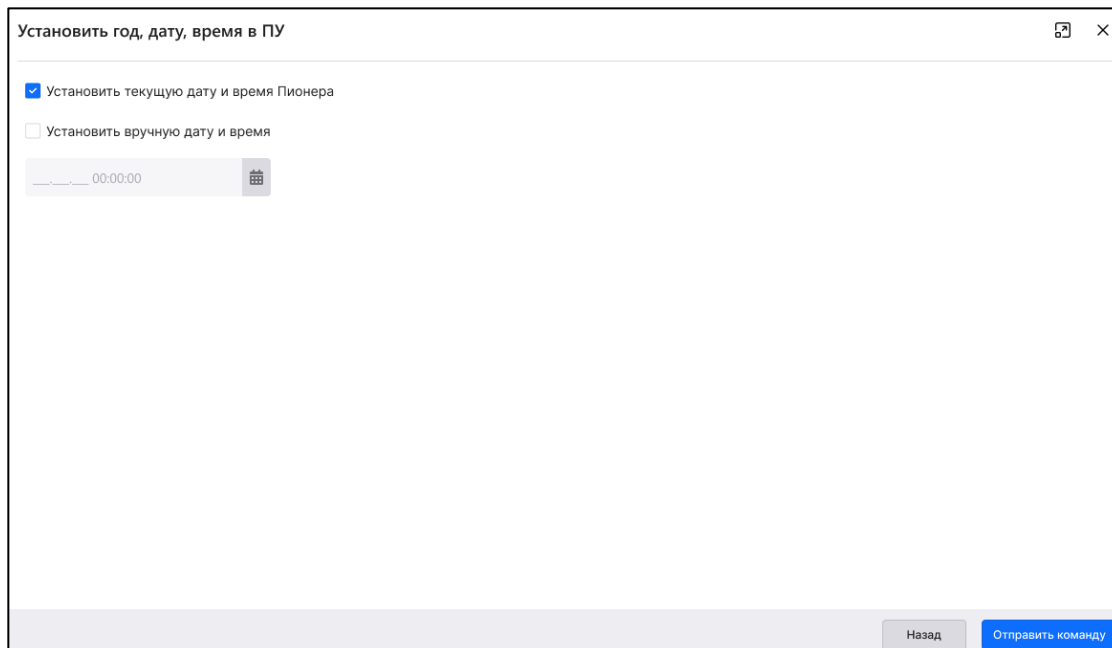 Установить год, дату, время в ПУ
Установить текущую дату и время Пионера
Установить вручную дату и время
__.__.__ 00:00:00
Назад
Отправить команду